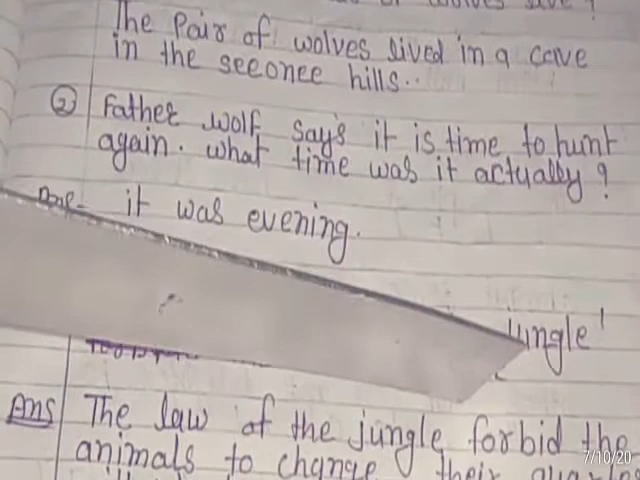 The Pair of wolves lived in a cave
in the seeonee hills..
② Father wolf says it is time to hunt
again. what time was it actually?
it was evening.
jungle'
Ans The law of the jungle forbid the
animals to change their
7/10/20